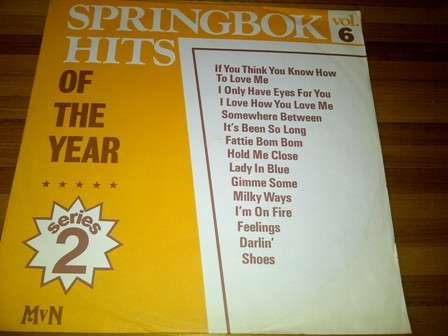 SPRINGBOK vol.
HITS 6
OF
THE
YEAR
series
2
MvN
If You Think You Know How
To Love Me
I Only Have Eyes For You
I Love How You Love Me
Somewhere Between
It's Been So Long
Fattie Bom Bom
Hold Me Close
Lady In Blue
Gimme Some
Milky Ways
I'm On Fire
Feelings
Darlin'
Shoes